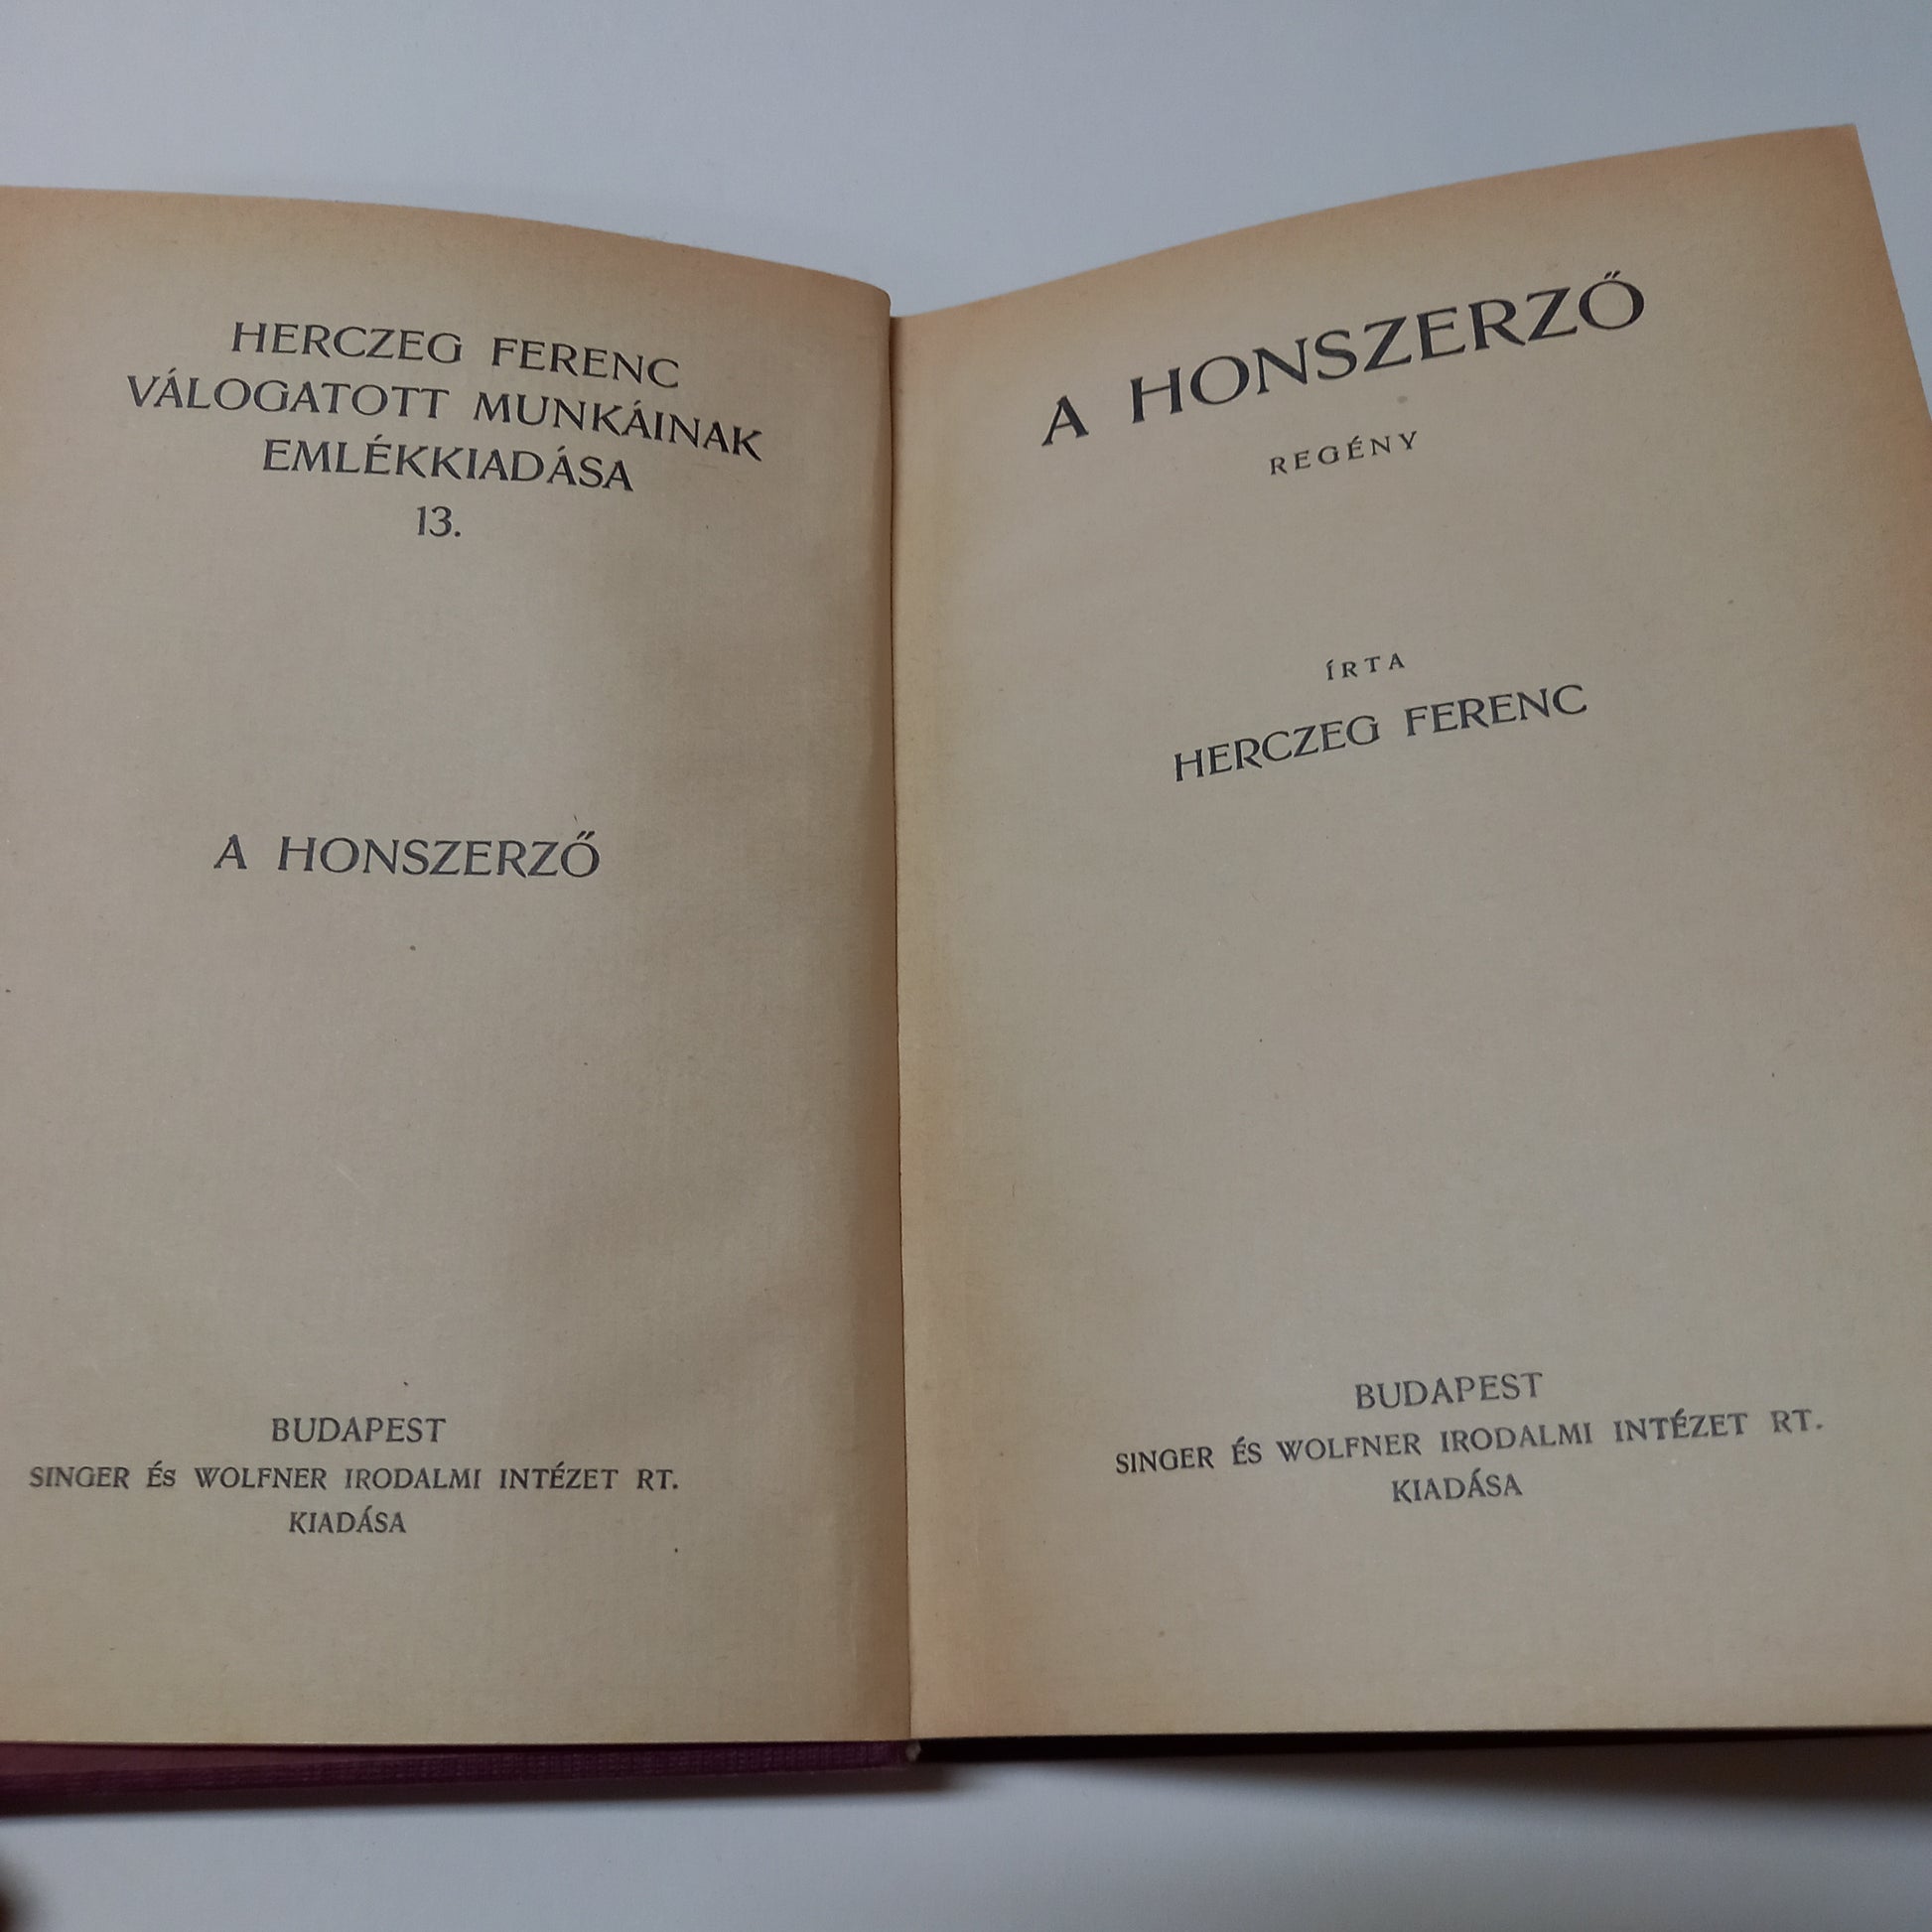 HERCZEG FERENC
VÁLOGATOTT MUNKÁINAK
EMLÉKKIADÁSA
13.
A HONSZERZŐ
BUDAPEST
SINGER ÉS WOLFNER IRODALMI INTÉZET RT.
KIADÁSA
A HONSZERZŐ
REGÉNY
ÍRTA
HERCZEG FERENC
BUDAPEST
SINGER ÉS WOLFNER IRODALMI INTÉZET RT.
KIADÁSA